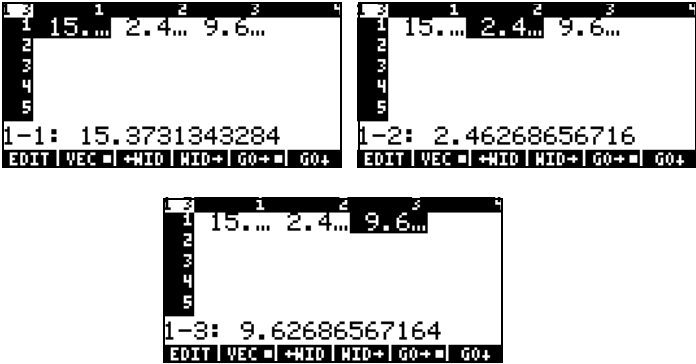 1 3 1 2 3 4
1 15.… 2.4… 9.6…
2
3
4
5
1-1: 15.3731343284
EDIT VEC ■ ←WID WID→ GO→ ■ GO↓
1 3 1 2 3 4
1 15.… 2.4… 9.6…
2
3
4
5
1-2: 2.46268656716
EDIT VEC ■ ←WID WID→ GO→ ■ GO↓
1 3 1 2 3 4
1 15.… 2.4… 9.6…
2
3
4
5
1-3: 9.62686567164
EDIT VEC ■ ←WID WID→ GO→ ■ GO↓